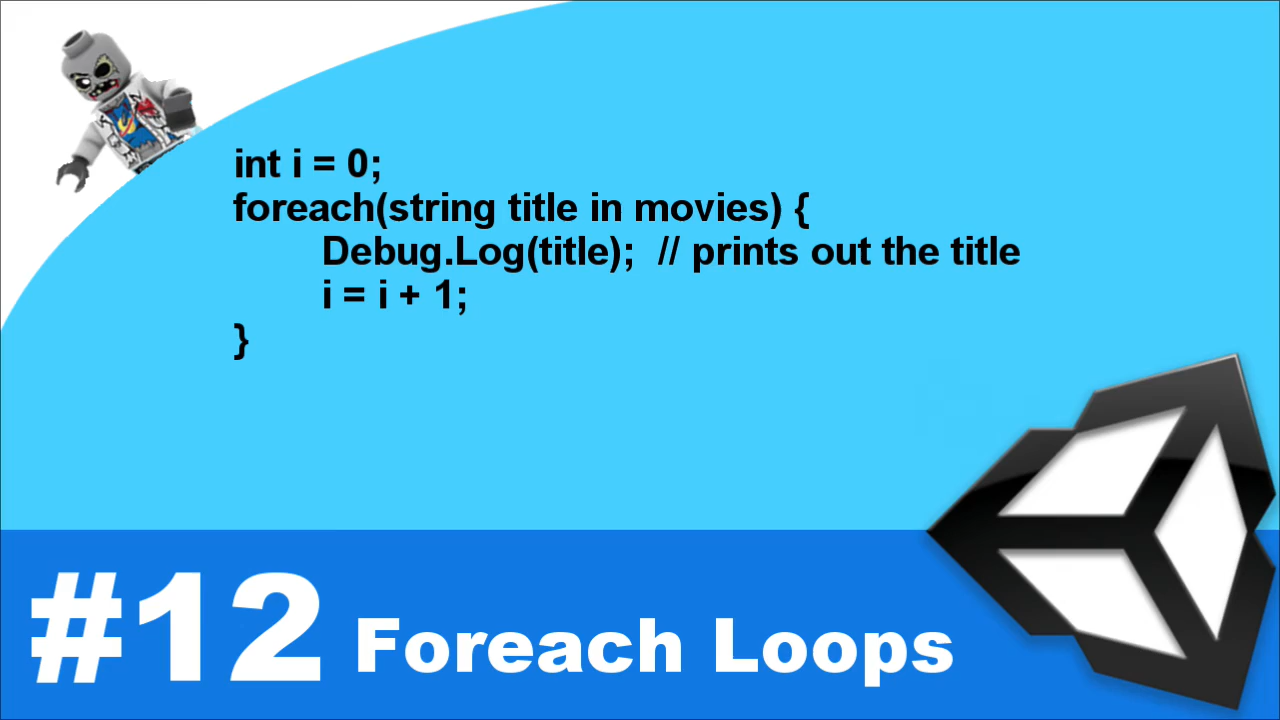 int i = 0;
foreach(string title in movies) {
Debug.Log(title);  // prints out the title
i = i + 1;
}
#12 Foreach Loops